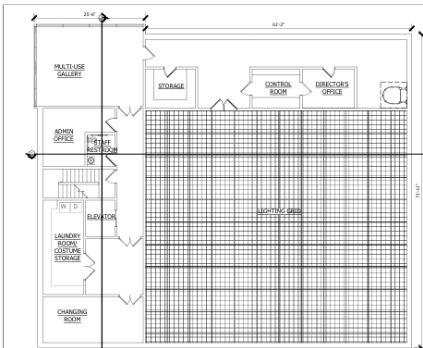 25'-6"
61'-2"
MULTI-USE
GALLERY
STORAGE
CONTROL
ROOM
DIRECTOR'S
OFFICE
ADMIN
OFFICE
STAFF
RESTROOM
LIGHTING GRID
W D
ELEVATOR
LAUNDRY
ROOM/
COSTUME
STORAGE
CHANGING
ROOM